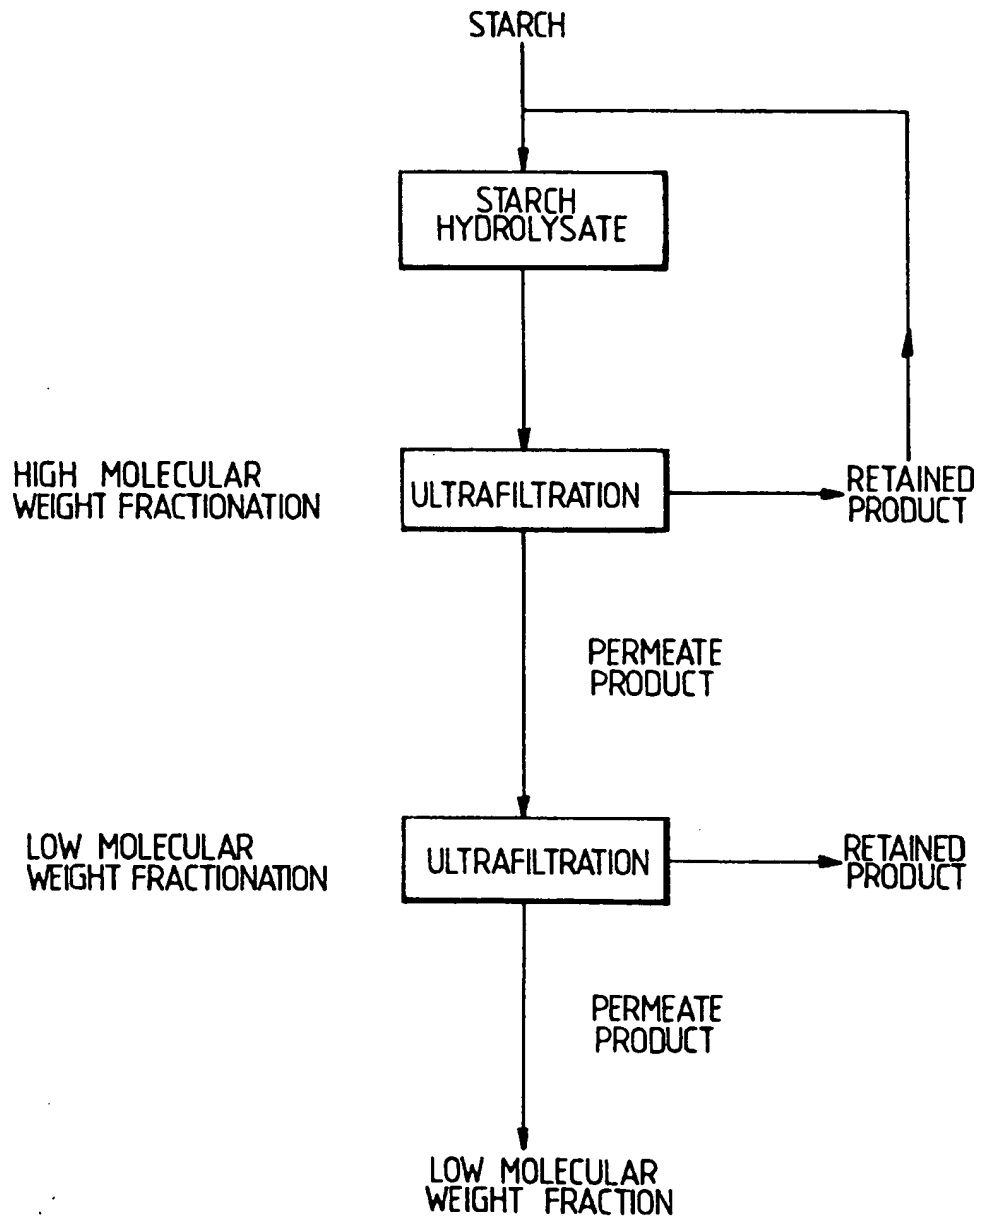 STARCH
STARCH
HYDROLYSATE
HIGH MOLECULAR
WEIGHT FRACTIONATION
ULTRAFILTRATION
RETAINED
PRODUCT
PERMEATE
PRODUCT
LOW MOLECULAR
WEIGHT FRACTIONATION
ULTRAFILTRATION
RETAINED
PRODUCT
PERMEATE
PRODUCT
LOW MOLECULAR
WEIGHT FRACTION